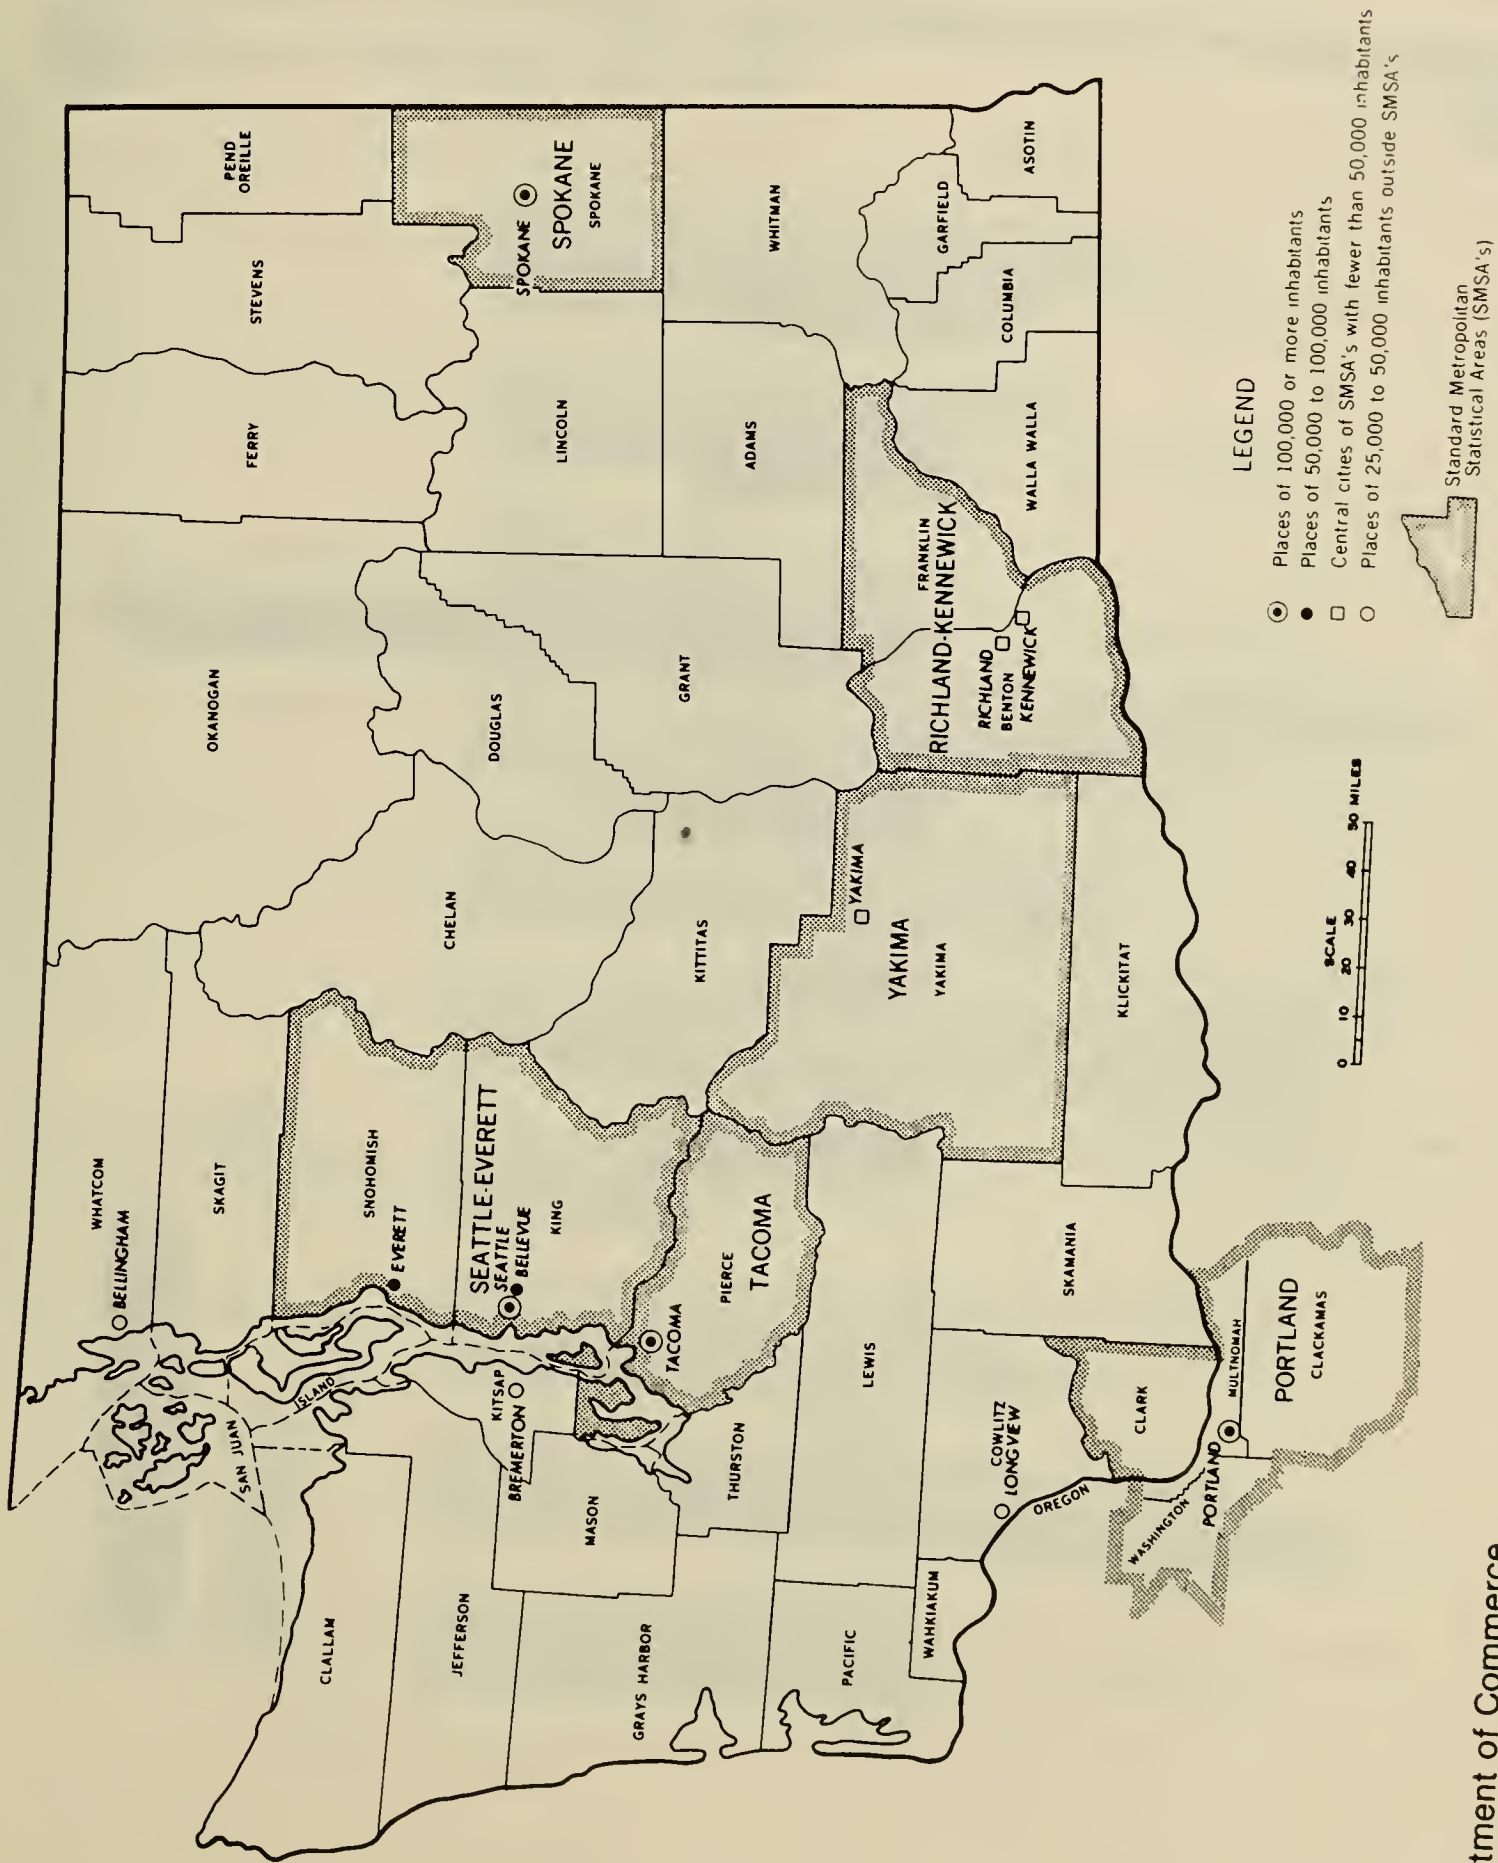 WHATCOM
BELLINGHAM
SAN JUAN
SKAGIT
ISLAND
OKANOGAN
FERRY
STEVENS
PEND
OREILLE
CLALLAM
SNOHOMISH
EVERETT
CHELAN
JEFFERSON
KITSAP
BREMERTON
SEATTLE-EVERETT
SEATTLE
BELLEVUE
KING
DOUGLAS
LINCOLN
SPOKANE
SPOKANE
SPOKANE
GRAYS HARBOR
MASON
TACOMA
PIERCE
TACOMA
KITTITAS
GRANT
ADAMS
WHITMAN
THURSTON
PACIFIC
LEWIS
YAKIMA
YAKIMA
YAKIMA
FRANKLIN
RICHLAND-KENNEWICK
RICHLAND
BENTON
KENNEWICK
GARFIELD
COLUMBIA
WALLA WALLA
ASOTIN
WAHKIAKUM
COWLITZ
LONGVIEW
SKAMANIA
KLICKITAT
OREGON
CLARK
WASHINGTON
PORTLAND
MULTNOMAH
PORTLAND
CLACKAMAS
SCALE
0 10 20 30 40 50 MILES
LEGEND
Places of 100,000 or more inhabitants
Places of 50,000 to 100,000 inhabitants
Central cities of SMSA's with fewer than 50,000 inhabitants
Places of 25,000 to 50,000 inhabitants outside SMSA's
Standard Metropolitan
Statistical Areas (SMSA's)
tment of Commerce